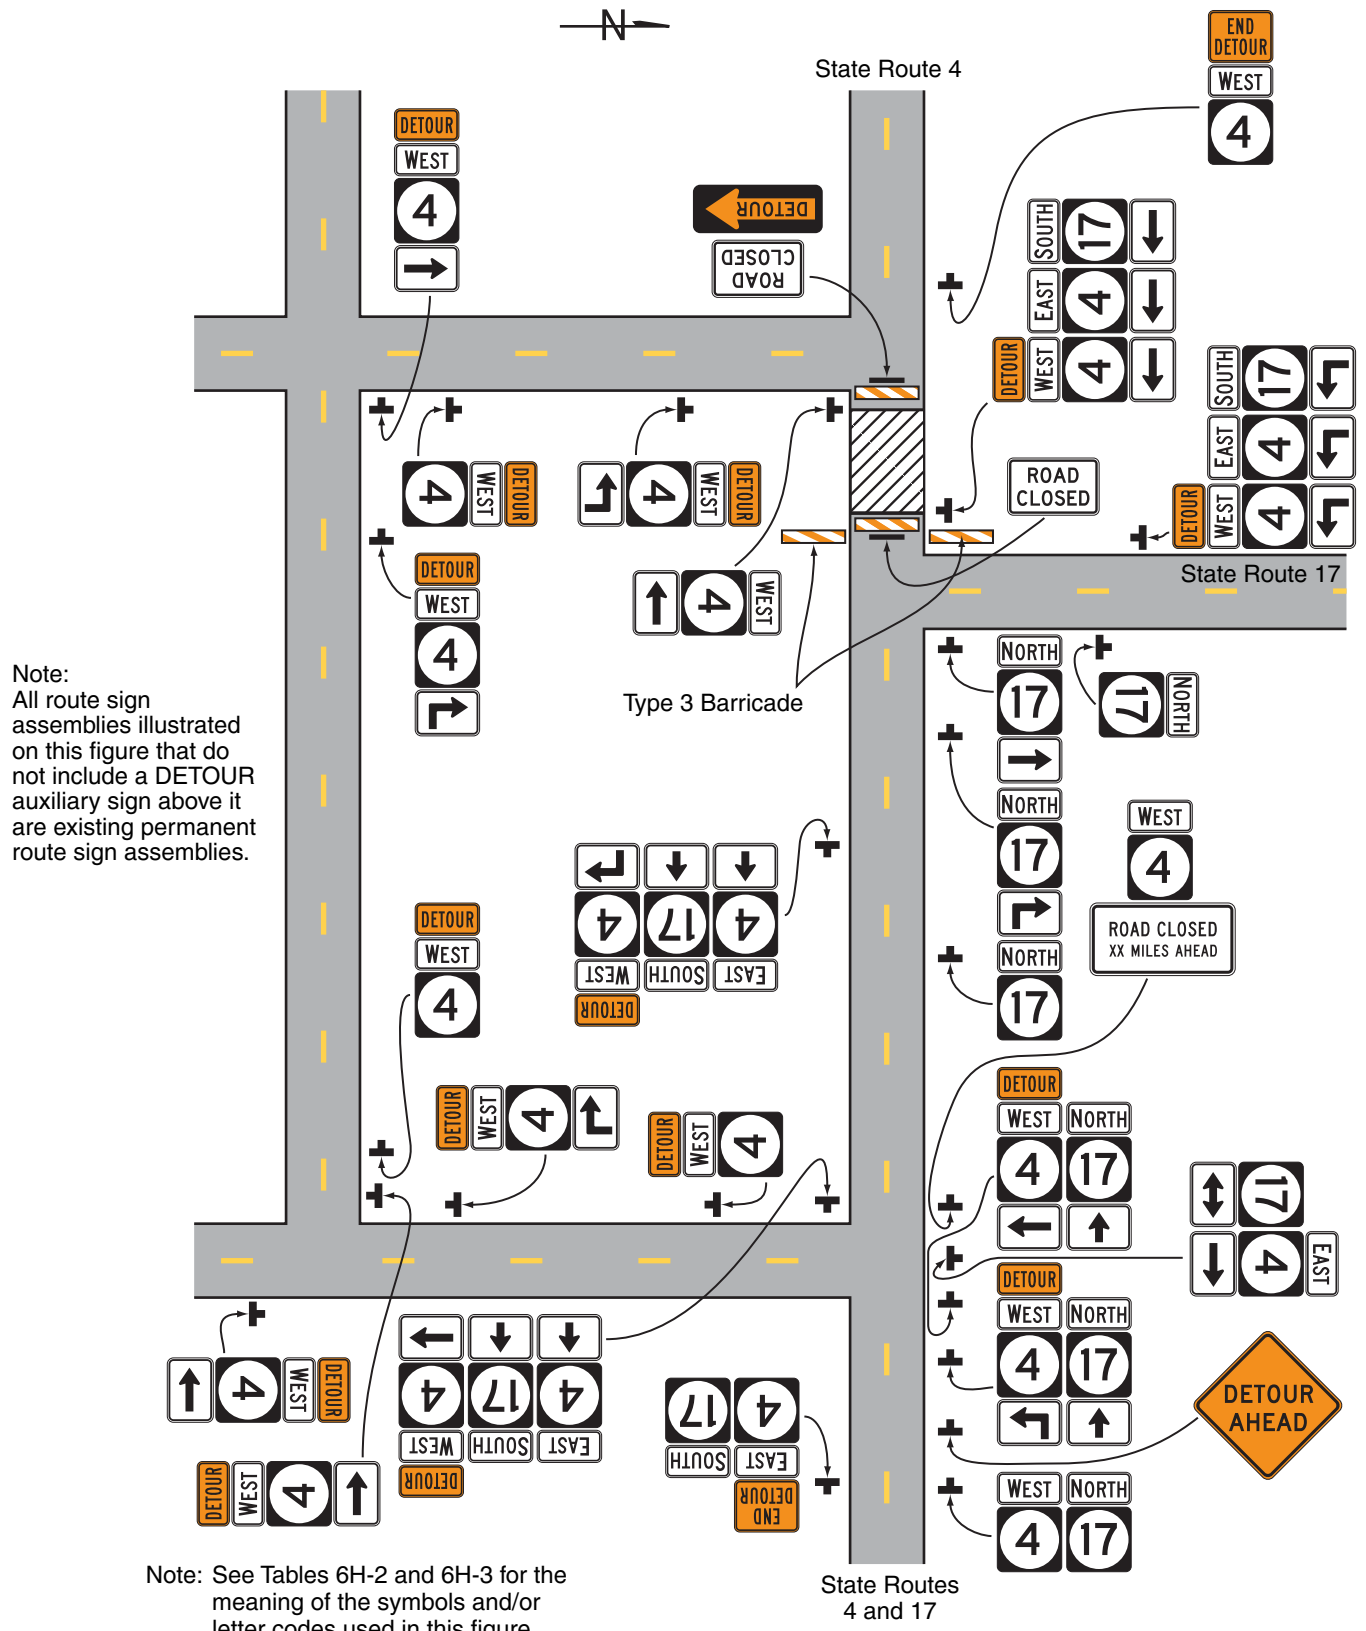 N
State Route 4
END
DETOUR
WEST
4
DETOUR
WEST
4
DETOUR
ROAD
CLOSED
SOUTH
17
EAST
4
DETOUR
WEST
4
SOUTH
17
EAST
4
DETOUR
WEST
4
4
WEST
DETOUR
4
WEST
DETOUR
ROAD
CLOSED
State Route 17
DETOUR
WEST
4
4
WEST
Type 3 Barricade
NORTH
17
17
NORTH
Note:
All route sign
assemblies illustrated
on this figure that do
not include a DETOUR
auxiliary sign above it
are existing permanent
route sign assemblies.
NORTH
17
WEST
4
ROAD CLOSED
XX MILES AHEAD
4
WEST
DETOUR
17
SOUTH
4
EAST
DETOUR
WEST
4
NORTH
17
DETOUR
WEST
4
DETOUR
WEST
4
DETOUR
WEST NORTH
4 17
17
4
EAST
DETOUR
WEST NORTH
4 17
4
WEST
DETOUR
4
WEST
DETOUR
17
SOUTH
4
EAST
17
SOUTH
4
EAST
END
DETOUR
DETOUR
AHEAD
DETOUR
WEST
4
WEST NORTH
4 17
Note: See Tables 6H-2 and 6H-3 for the
meaning of the symbols and/or
letter codes used in this figure
State Routes
4 and 17